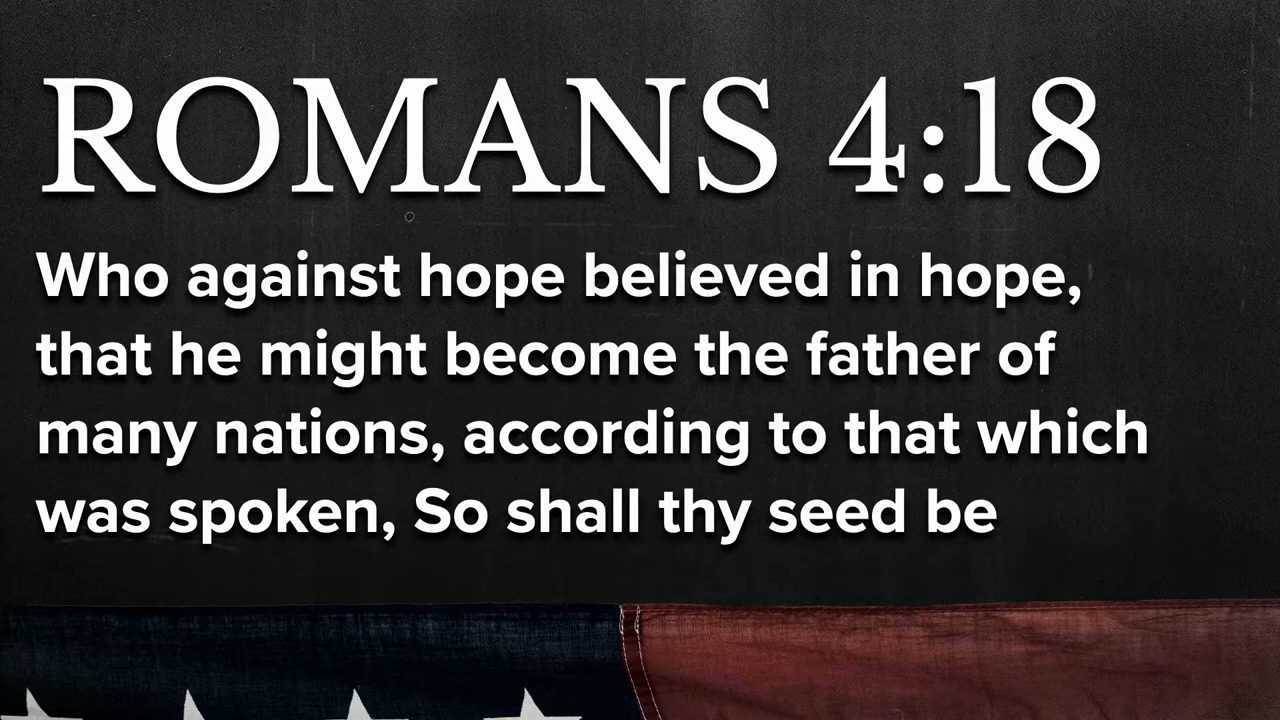 ROMANS 4:18
Who against hope believed in hope,
that he might become the father of
many nations, according to that which
was spoken, So shall thy seed be